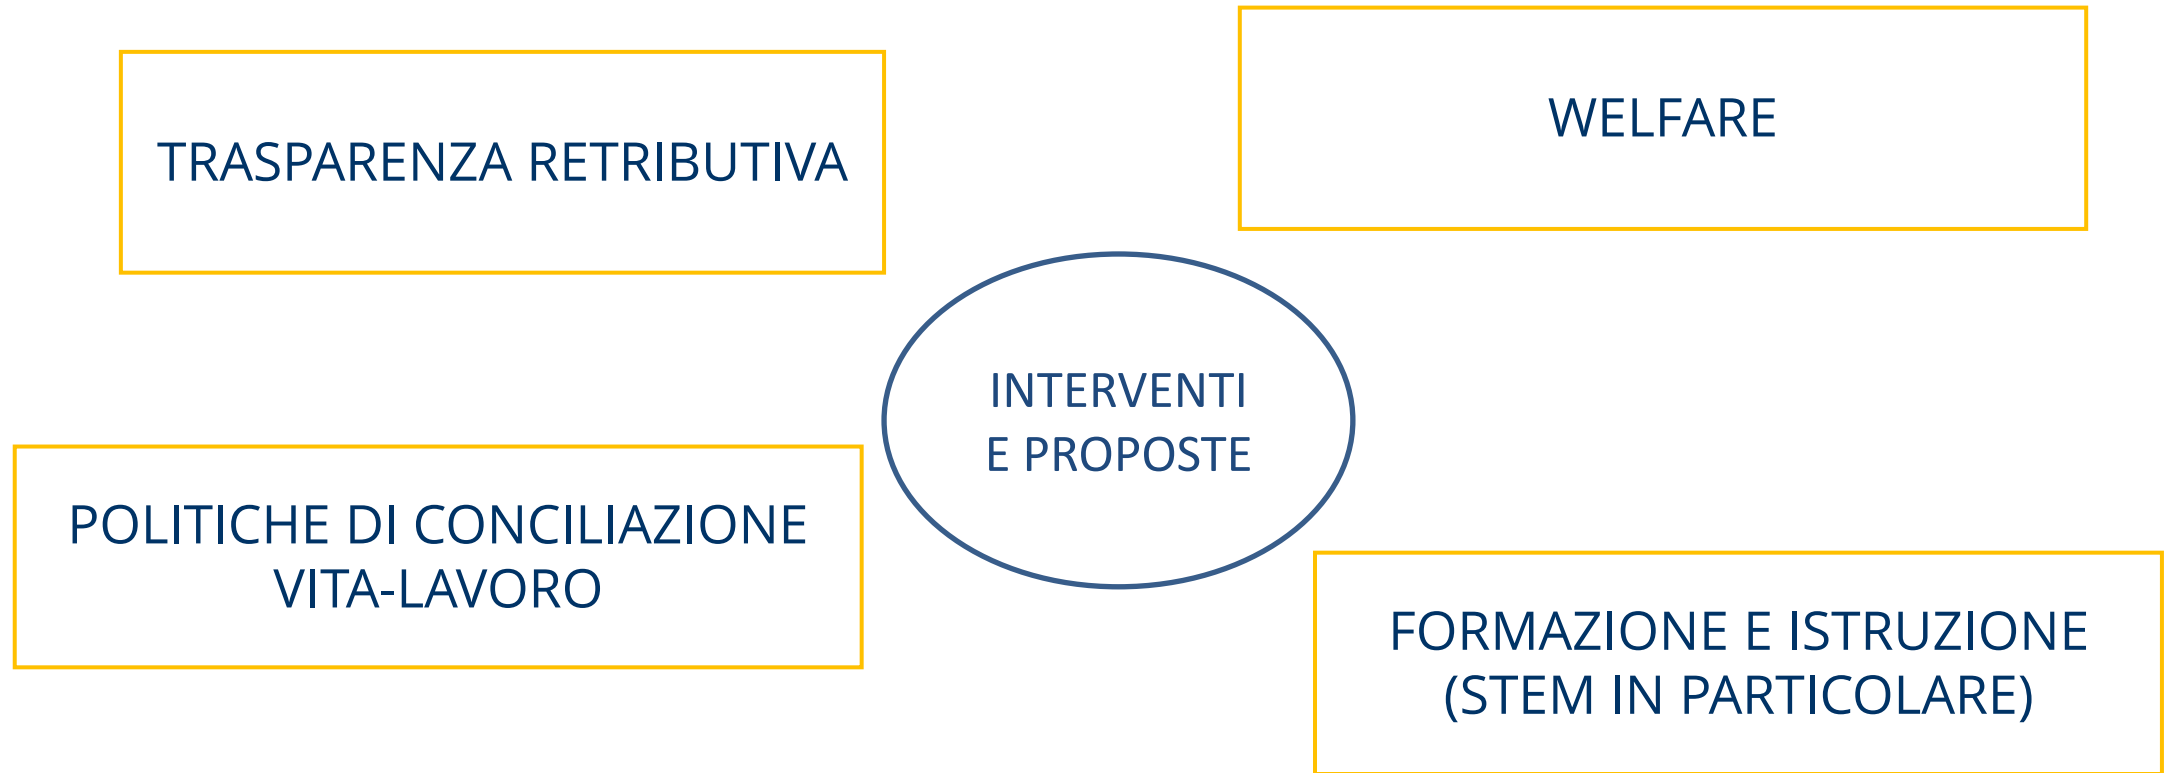 TRASPARENZA RETRIBUTIVA
WELFARE
INTERVENTI
E PROPOSTE
POLITICHE DI CONCILIAZIONE
VITA-LAVORO
FORMAZIONE E ISTRUZIONE
(STEM IN PARTICOLARE)